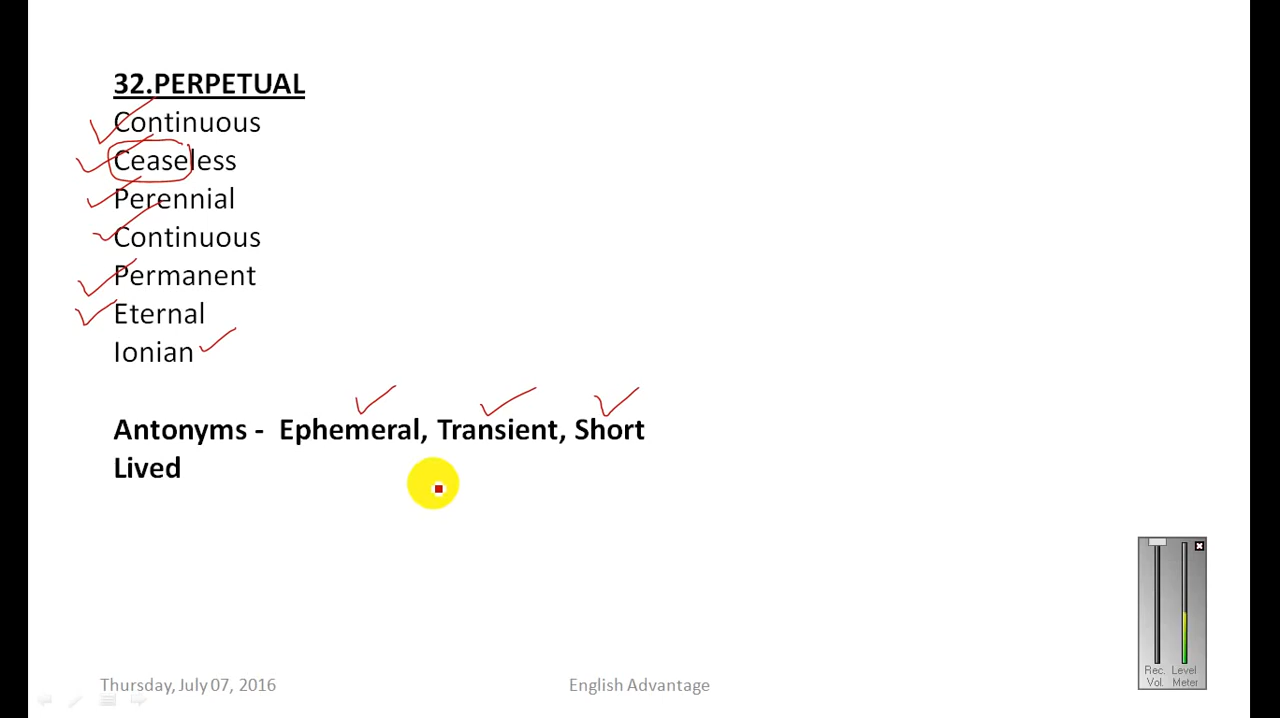 32.PERPETUAL
Continuous
Ceaseless
Perennial
Continuous
Permanent
Eternal
Ionian
Antonyms - Ephemeral, Transient, Short
Lived
Rec. Level
Vol. Meter
Thursday, July 07, 2016
English Advantage